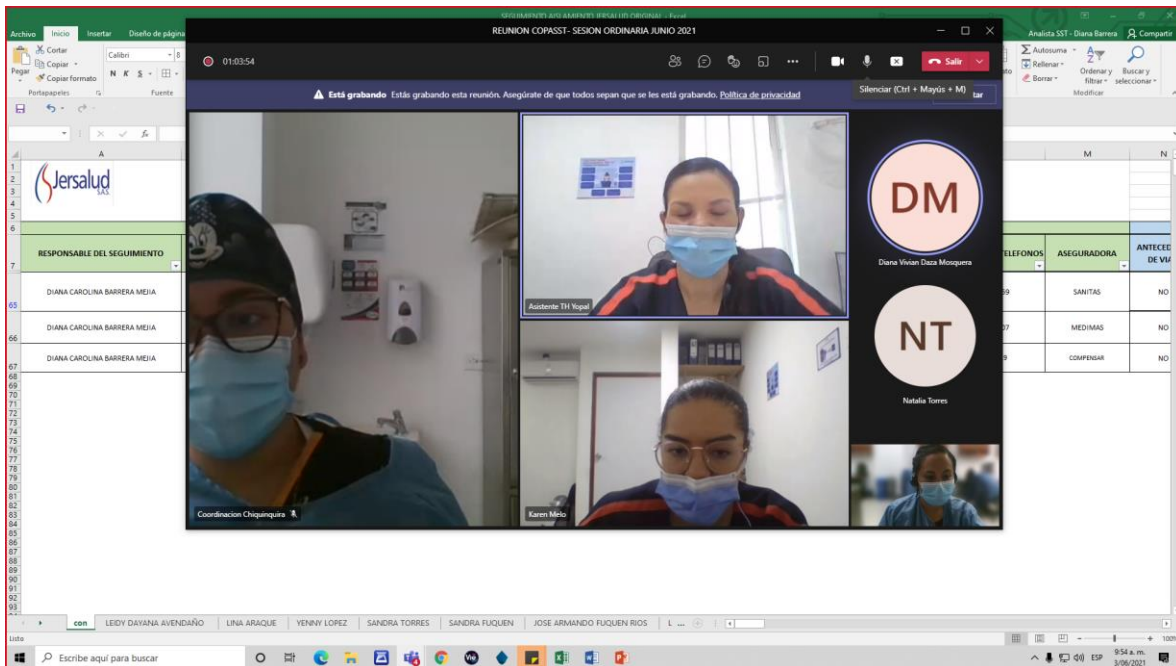 SEGUIMIENTO AISLAMIENTO JERSALUD ORIGINAL - Excel
Archivo Inicio Insertar Diseño de página
Analista SST - Diana Barrera Compartir
Cortar
Copiar
Copiar formato
Pegar
Portapapeles
Calibri 8
N K S
Fuente
Autosuma
Rellenar
Borrar
Ordenar y filtrar
Buscar y seleccionar
Modificar
REUNION COPASST- SESION ORDINARIA JUNIO 2021
01:03:54
Salir
Está grabando Estás grabando esta reunión. Asegúrate de que todos sepan que se les está grabando. Política de privacidad
Silenciar (Ctrl + Mayús + M)
A M N
Jersalud
S.A.S.
RESPONSABLE DEL SEGUIMIENTO
ASEGURADORA
65 DIANA CAROLINA BARRERA MEJIA SANITAS NO
66 DIANA CAROLINA BARRERA MEJIA MEDIMAS NO
67 DIANA CAROLINA BARRERA MEJIA COMPENSAR NO
Asistente TH Yopal
DM
Diana Vivian Daza Mosquera
NT
Natalia Torres
Coordinacion Chiquinquira
Karen Melo
con LEIDY DAYANA AVENDAÑO LINA ARAQUE YENNY LOPEZ SANDRA TORRES SANDRA FUQUEN JOSE ARMANDO FUQUEN RIOS L ...
Listo
100%
Escribe aquí para buscar
ESP
9:54 a. m.
3/06/2021